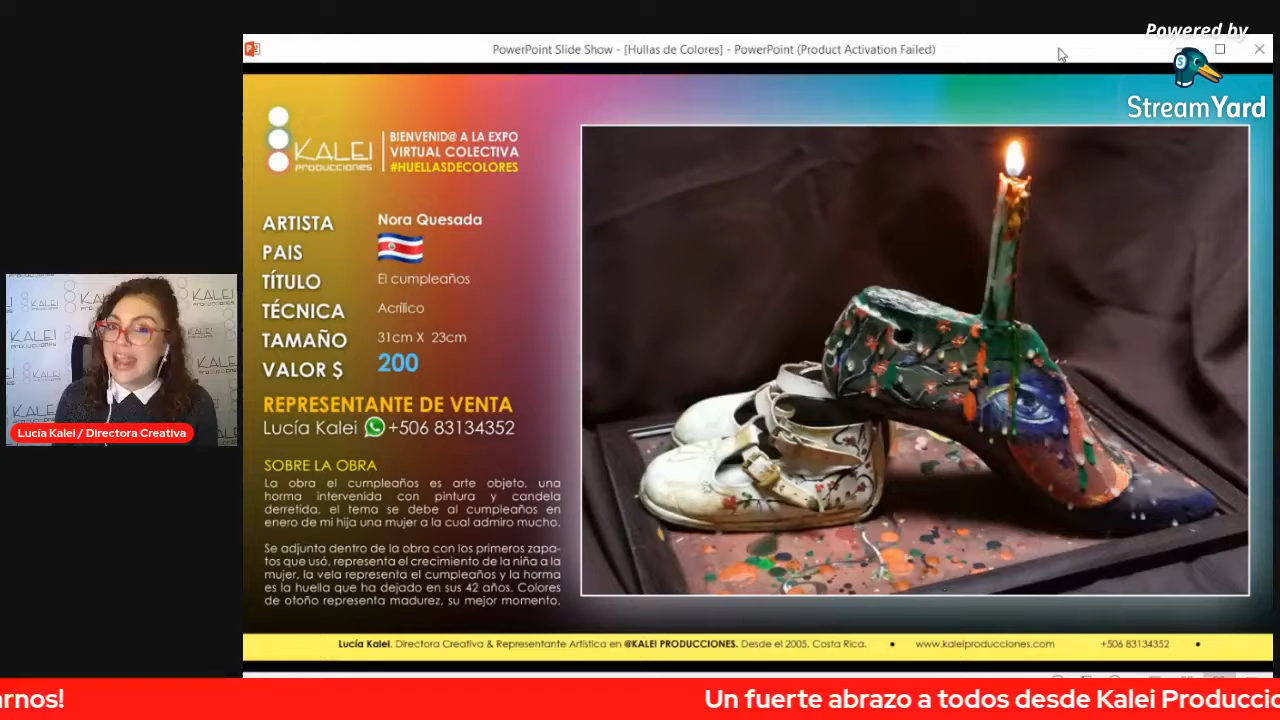 Powered by
StreamYard
PowerPoint Slide Show - [Hullas de Colores] - PowerPoint (Product Activation Failed)
KALEI
PRODUCCIONES
BIENVENID@ A LA EXPO
VIRTUAL COLECTIVA
#HUELLASDECOLORES
ARTISTA Nora Quesada
PAIS
TÍTULO El cumpleaños
TÉCNICA Acrílico
TAMAÑO 31cm X 23cm
VALOR $ 200
REPRESENTANTE DE VENTA
Lucía Kalei +506 83134352
SOBRE LA OBRA
La obra el cumpleaños es arte objeto, una
horma intervenida con pintura y candela
derretida, el tema se debe al cumpleaños en
enero de mi hija una mujer a la cual admiro mucho.
Se adjunta dentro de la obra con los primeros zapa-
tos que usó, representa el crecimiento de la niña a la
mujer, la vela representa el cumpleaños y la horma
es la huella que ha dejado en sus 42 años. Colores
de otoño representa madurez, su mejor momento.
KALEI
KALEI
KALEI
KALEI
Lucía Kalei / Directora Creativa
Lucía Kalei. Directora Creativa & Representante Artística en @KALEI PRODUCCIONES. Desde el 2005. Costa Rica. • www.kaleiproducciones.com +506 83134352 •
arnos! Un fuerte abrazo a todos desde Kalei Produccio